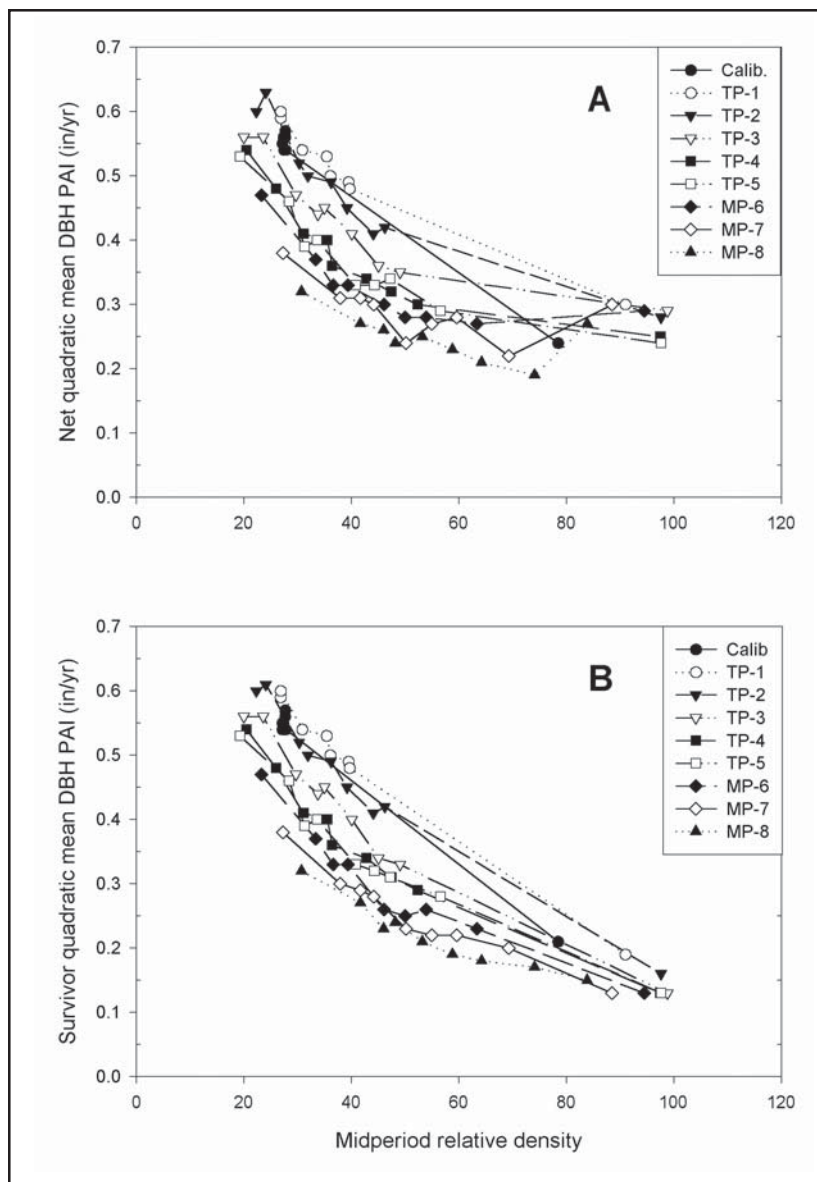 A
Net quadratic mean DBH PAI (in/yr)
0.7
0.6
0.5
0.4
0.3
0.2
0.1
0.0
0 20 40 60 80 100 120
Calib.
TP-1
TP-2
TP-3
TP-4
TP-5
MP-6
MP-7
MP-8
B
Survivor quadratic mean DBH PAI (in/yr)
0.7
0.6
0.5
0.4
0.3
0.2
0.1
0.0
0 20 40 60 80 100 120
Calib
TP-1
TP-2
TP-3
TP-4
TP-5
MP-6
MP-7
MP-8
Midperiod relative density